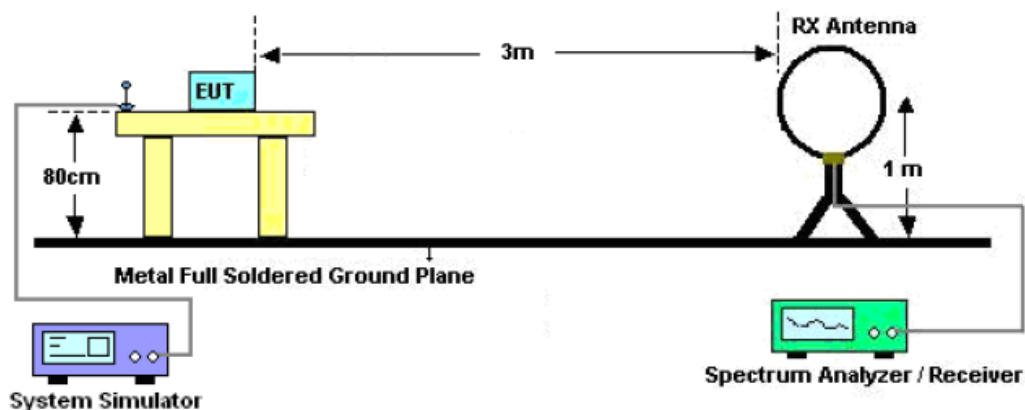 RX Antenna
3m
EUT
80cm
1 m
Metal Full Soldered Ground Plane
System Simulator
Spectrum Analyzer / Receiver